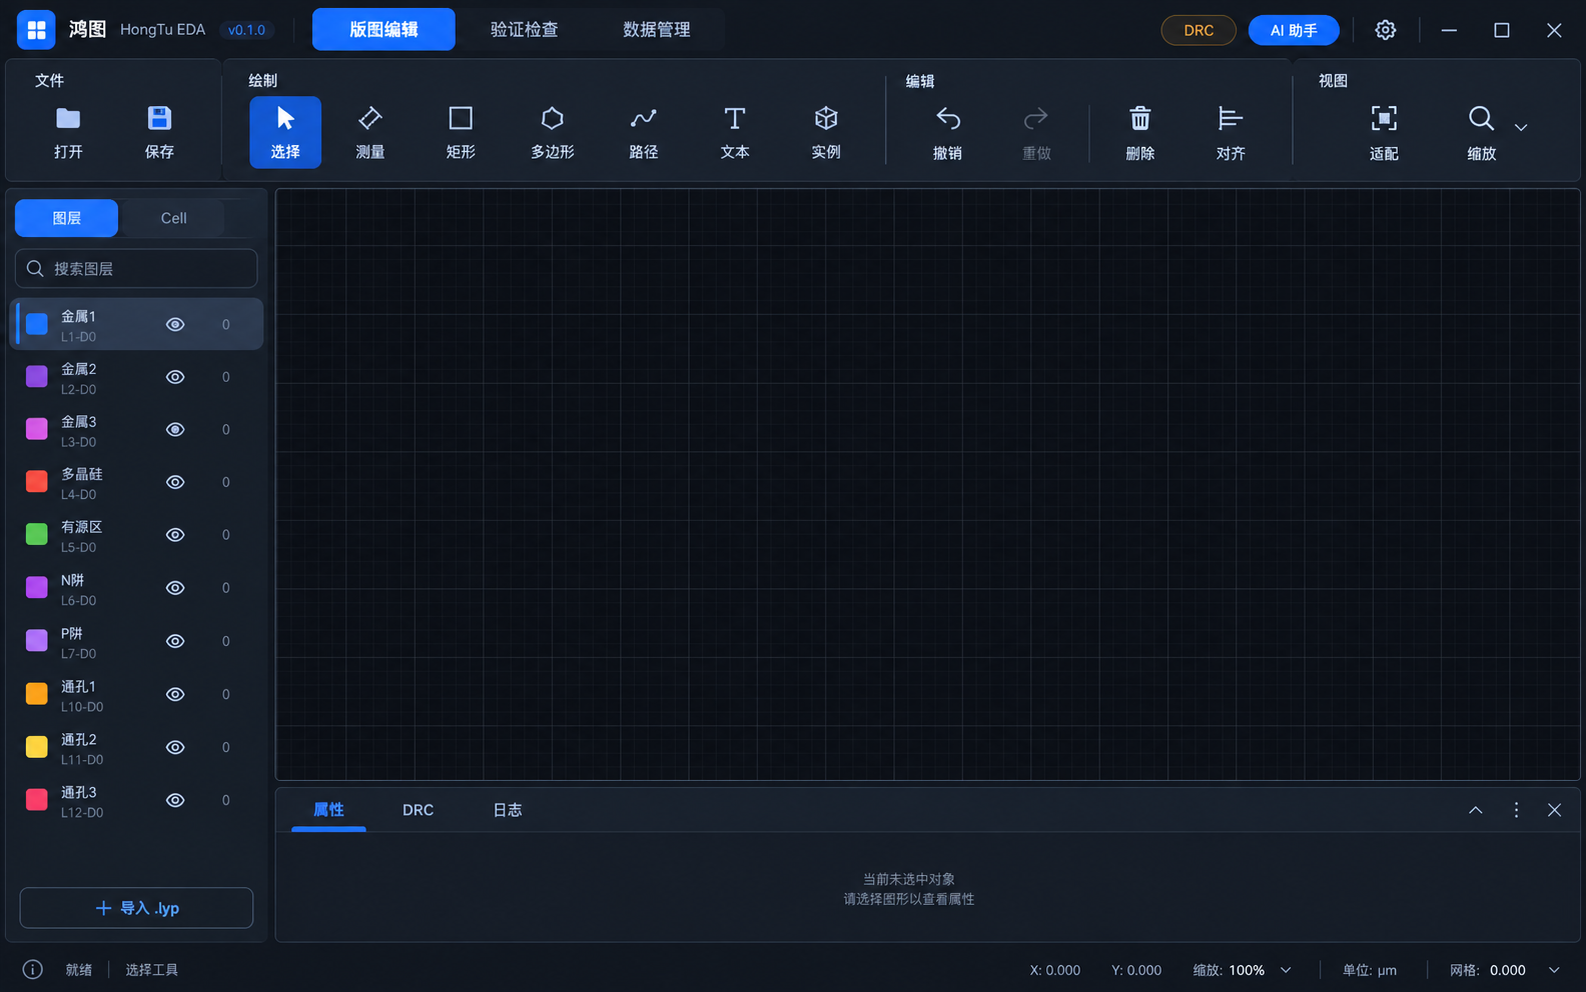 鸿图 HongTu EDA v0.1.0 版图编辑 验证检查 数据管理 DRC AI 助手
文件 绘制 编辑 视图
打开 保存 选择 测量 矩形 多边形 路径 文本 实例 撤销 重做 删除 对齐 适配 缩放
图层 Cell
搜索图层
金属1 0
L1-D0
金属2 0
L2-D0
金属3 0
L3-D0
多晶硅 0
L4-D0
有源区 0
L5-D0
N阱 0
L6-D0
P阱 0
L7-D0
通孔1 0
L10-D0
通孔2 0
L11-D0
通孔3 0
L12-D0
导入 .lyp
属性 DRC 日志
当前未选中对象
请选择图形以查看属性
就绪 选择工具 X: 0.000 Y: 0.000 缩放: 100% 单位: μm 网格: 0.000